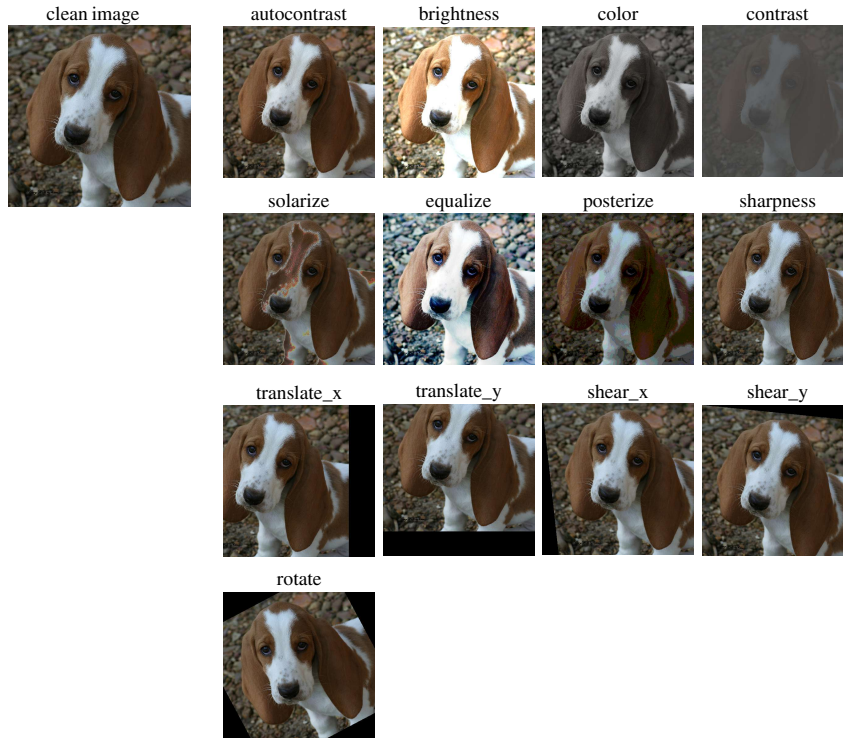 clean image
autocontrast
brightness
color
contrast
solarize
equalize
posterize
sharpness
translate_x
translate_y
shear_x
shear_y
rotate